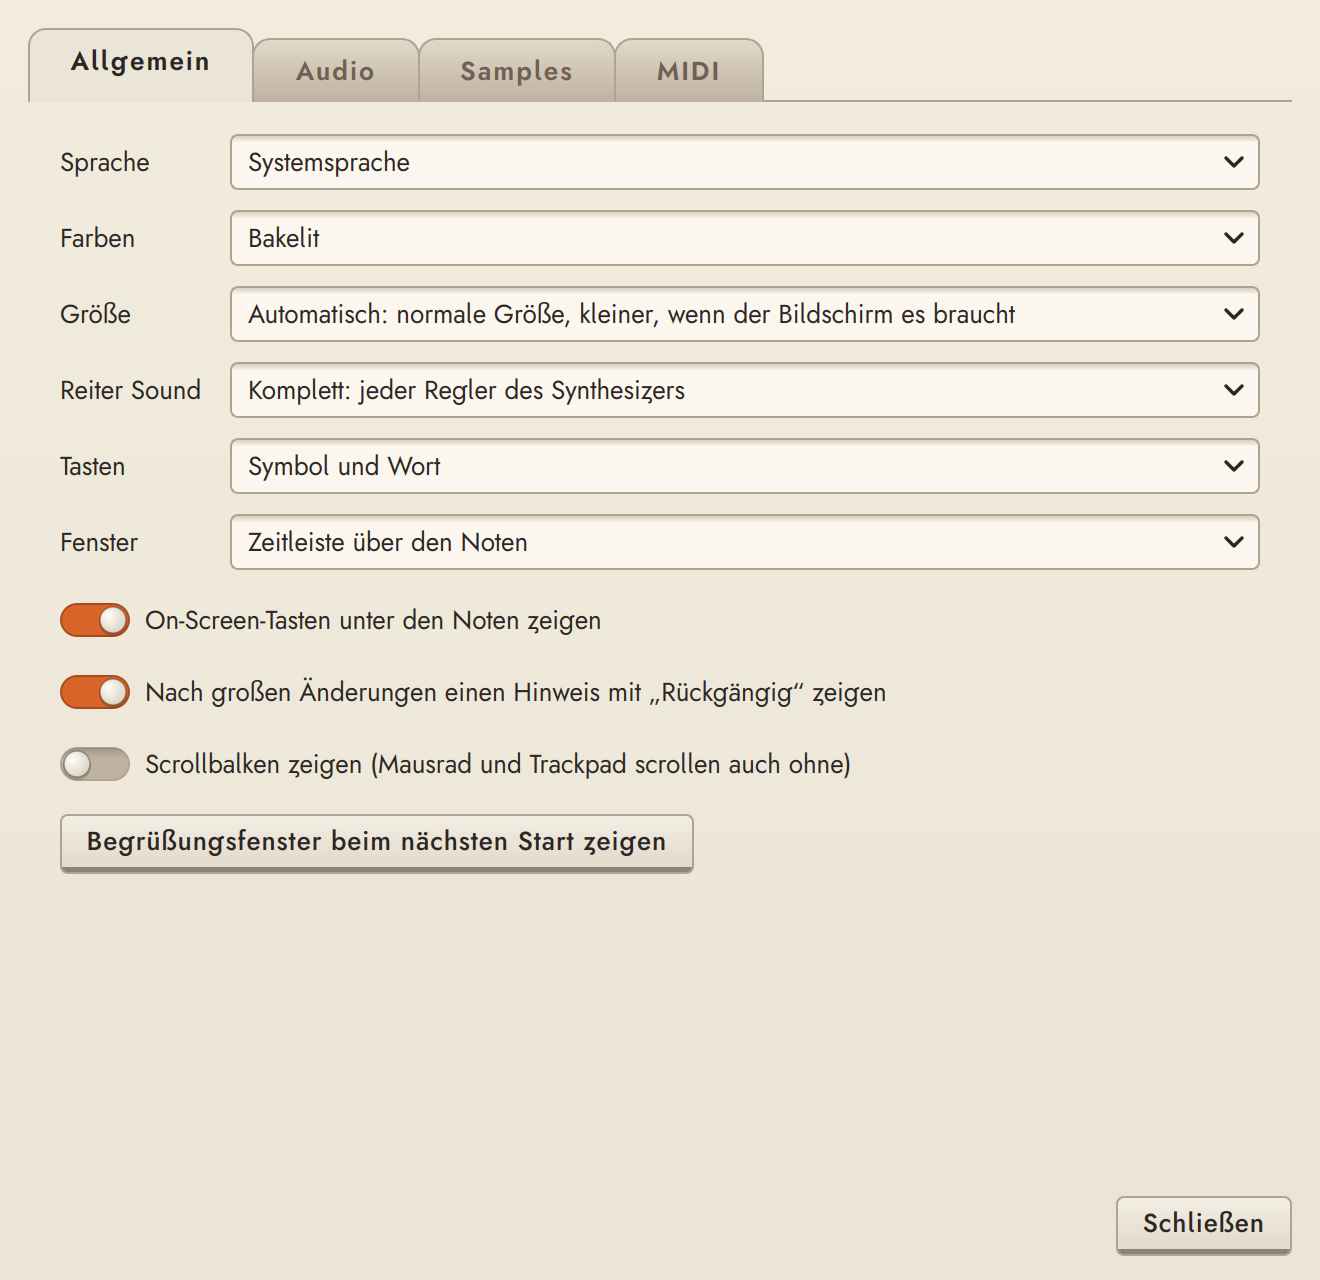 Allgemein
Audio
Samples
MIDI
Sprache
Systemsprache
Farben
Bakelit
Größe
Automatisch: normale Größe, kleiner, wenn der Bildschirm es braucht
Reiter Sound
Komplett: jeder Regler des Synthesizers
Tasten
Symbol und Wort
Fenster
Zeitleiste über den Noten
On-Screen-Tasten unter den Noten zeigen
Nach großen Änderungen einen Hinweis mit „Rückgängig“ zeigen
Scrollbalken zeigen (Mausrad und Trackpad scrollen auch ohne)
Begrüßungsfenster beim nächsten Start zeigen
Schließen